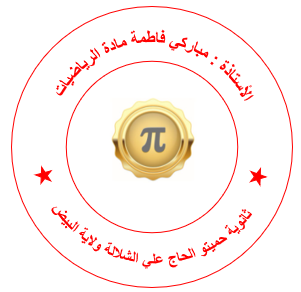 الأستاذة : مباركي فاطمة مادة الرياضيات
π
ثانوية حميتو الحاج علي الشلالة ولاية البيض